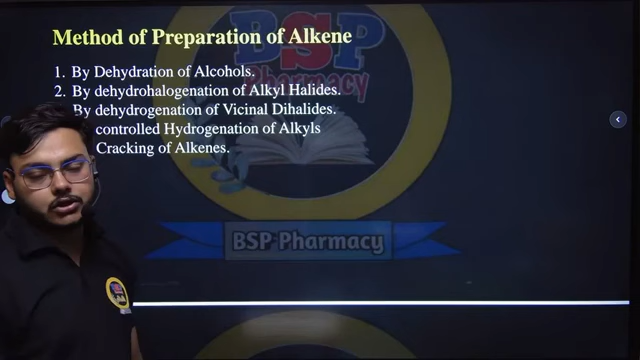 Method of Preparation of Alkene
BSP
Pharmacy
1. By Dehydration of Alcohols.
2. By dehydrohalogenation of Alkyl Halides.
By dehydrogenation of Vicinal Dihalides.
controlled Hydrogenation of Alkyls
Cracking of Alkenes.
BSP Pharmacy